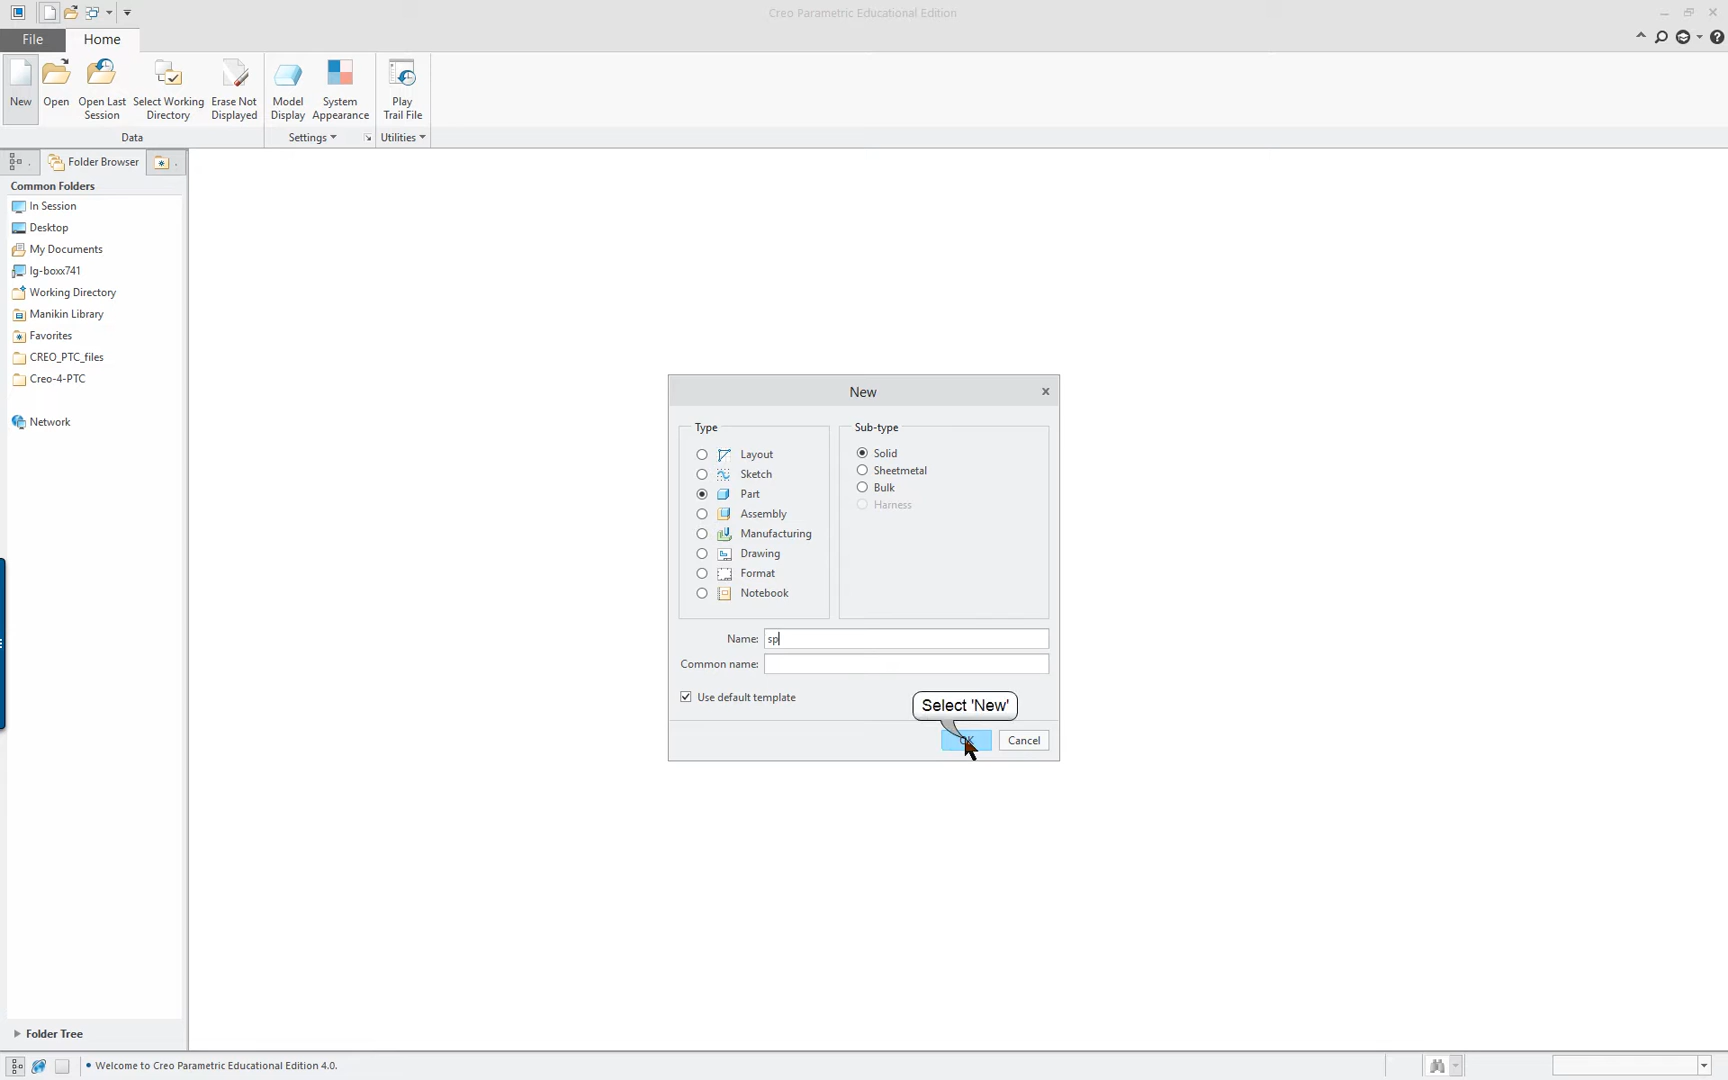 Creo Parametric Educational Edition
File
Home
New
Open
Open Last
Session
Select Working
Directory
Erase Not
Displayed
Model
Display
System
Appearance
Play
Trail File
Data
Settings
Utilities
Folder Browser
Common Folders
In Session
Desktop
My Documents
lg-boxx741
Working Directory
Manikin Library
Favorites
CREO_PTC_files
Creo-4-PTC
Network
Folder Tree
New
Type
Layout
Sketch
Part
Assembly
Manufacturing
Drawing
Format
Notebook
Sub-type
Solid
Sheetmetal
Bulk
Harness
Name: sp
Common name:
Use default template
Select 'New'
OK
Cancel
• Welcome to Creo Parametric Educational Edition 4.0.